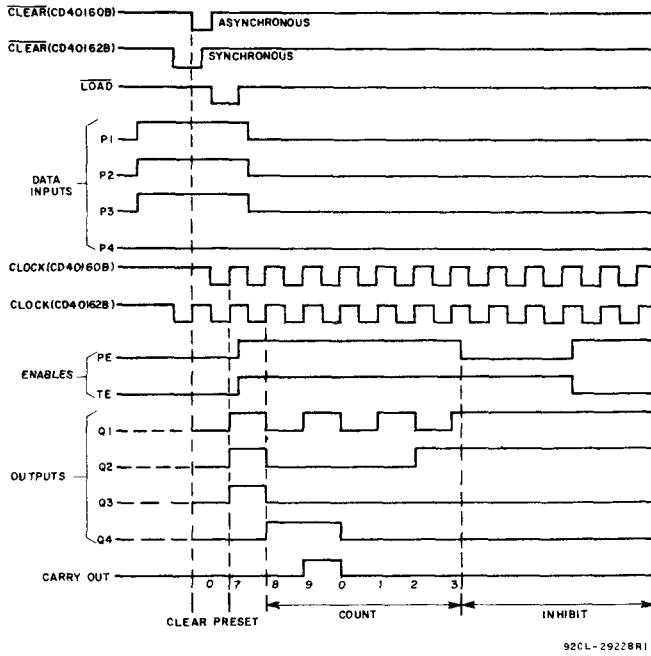 CLEAR(CD40160B)
ASYNCHRONOUS
CLEAR(CD40162B)
SYNCHRONOUS
LOAD
P1
P2
DATA
INPUTS
P3
P4
CLOCK(CD40160B)
CLOCK(CD40162B)
PE
ENABLES
TE
Q1
Q2
OUTPUTS
Q3
Q4
CARRY OUT
0 7 8 9 0 1 2 3
CLEAR PRESET COUNT INHIBIT
92CL-29228R1